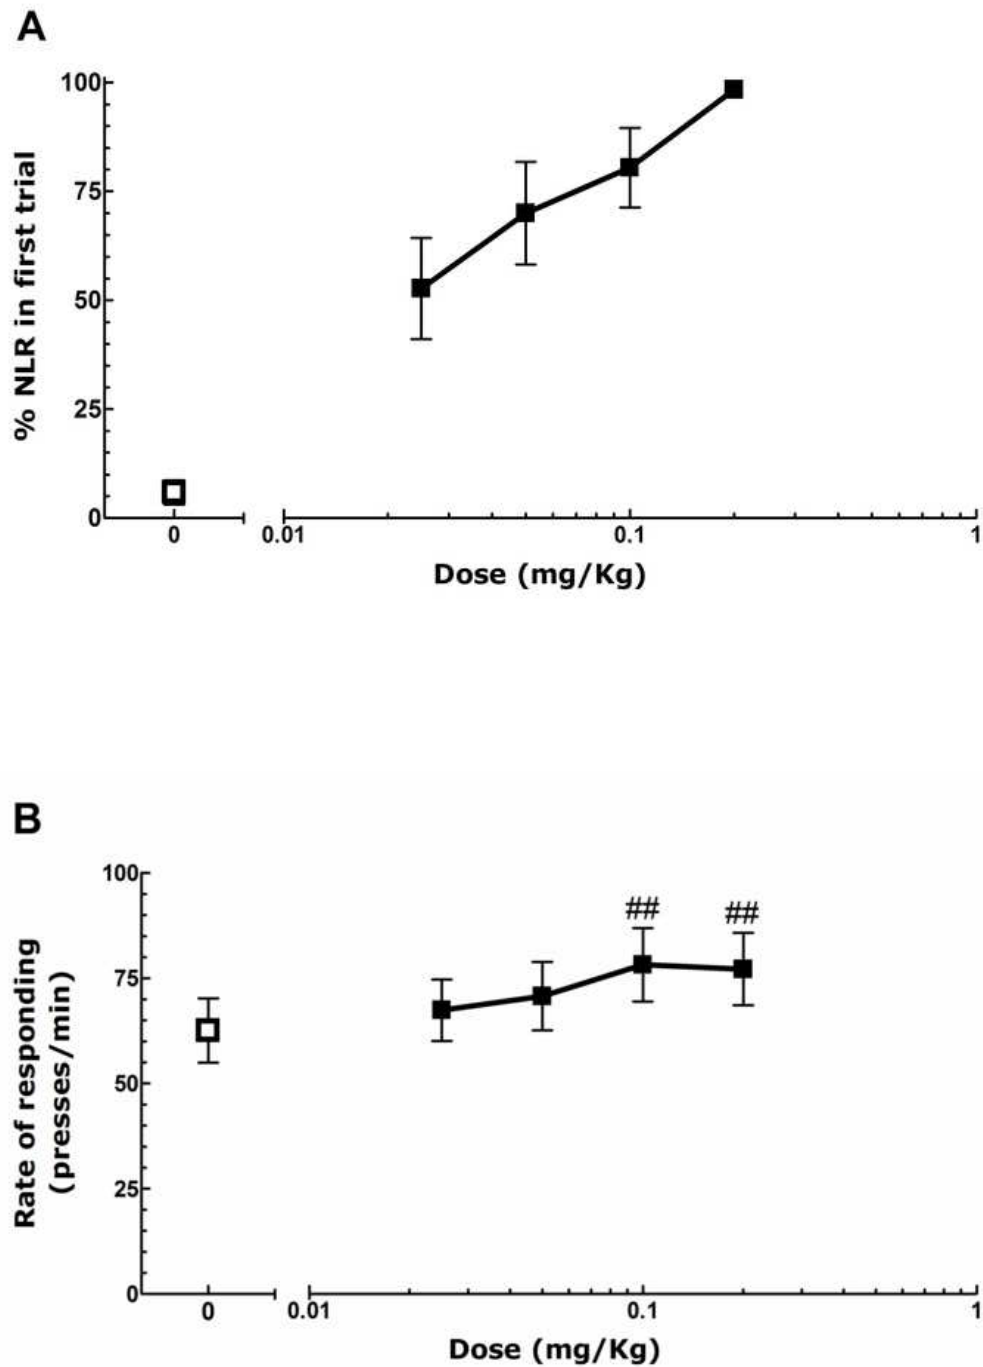 A
100
75
50
25
0
% NLR in first trial
0 0.01 0.1 1
Dose (mg/Kg)
B
100
75
50
25
0
Rate of responding
(presses/min)
## ##
0 0.01 0.1 1
Dose (mg/Kg)